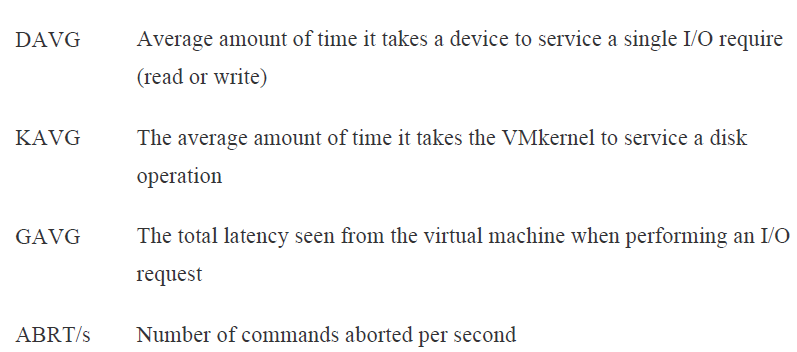 DAVG Average amount of time it takes a device to service a single I/O require
(read or write)
KAVG The average amount of time it takes the VMkernel to service a disk
operation
GAVG The total latency seen from the virtual machine when performing an I/O
request
ABRT/s Number of commands aborted per second